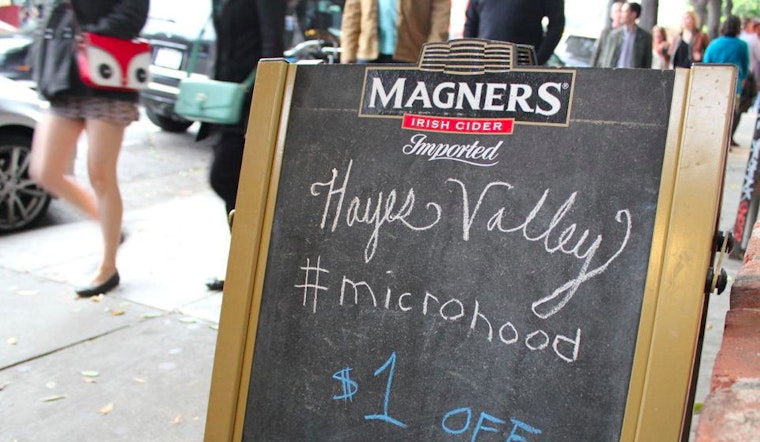 MAGNERS®
IRISH CIDER
Imported
Hayes Valley
#microhood
$1 OFF